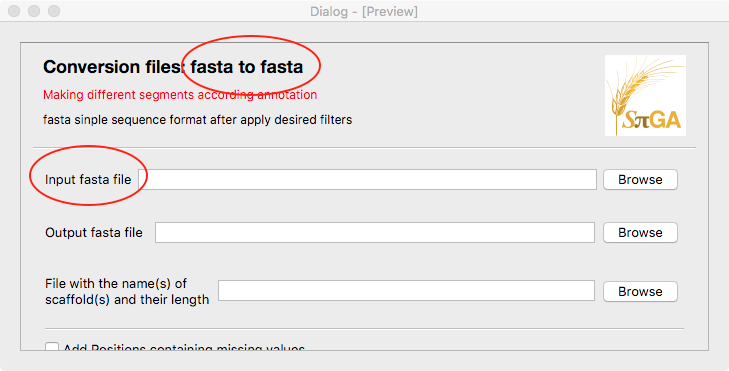 Dialog - [Preview]
Conversion files: fasta to fasta
Making different segments according annotation
fasta sinple sequence format after apply desired filters
SπGA
Input fasta file
Browse
Output fasta file
Browse
File with the name(s) of
scaffold(s) and their length
Browse
Add Positions containing missing values